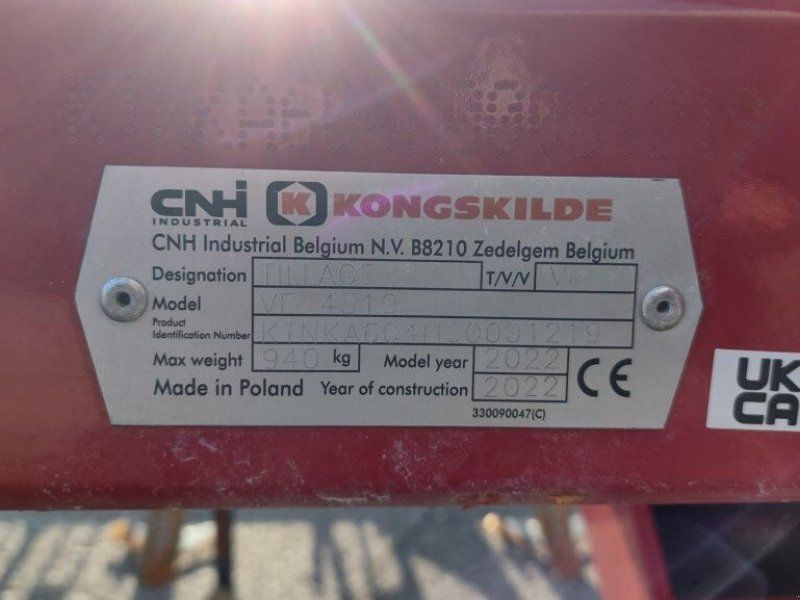 CNH INDUSTRIAL K KONGSKILDE
CNH Industrial Belgium N.V. B8210 Zedelgem Belgium
Designation TILLAGE T/V/V
Model VF 4319
Product Identification Number
Max weight 940 kg Model year 2022
Made in Poland Year of construction 2022 CE
330090047(C)
UK
CA